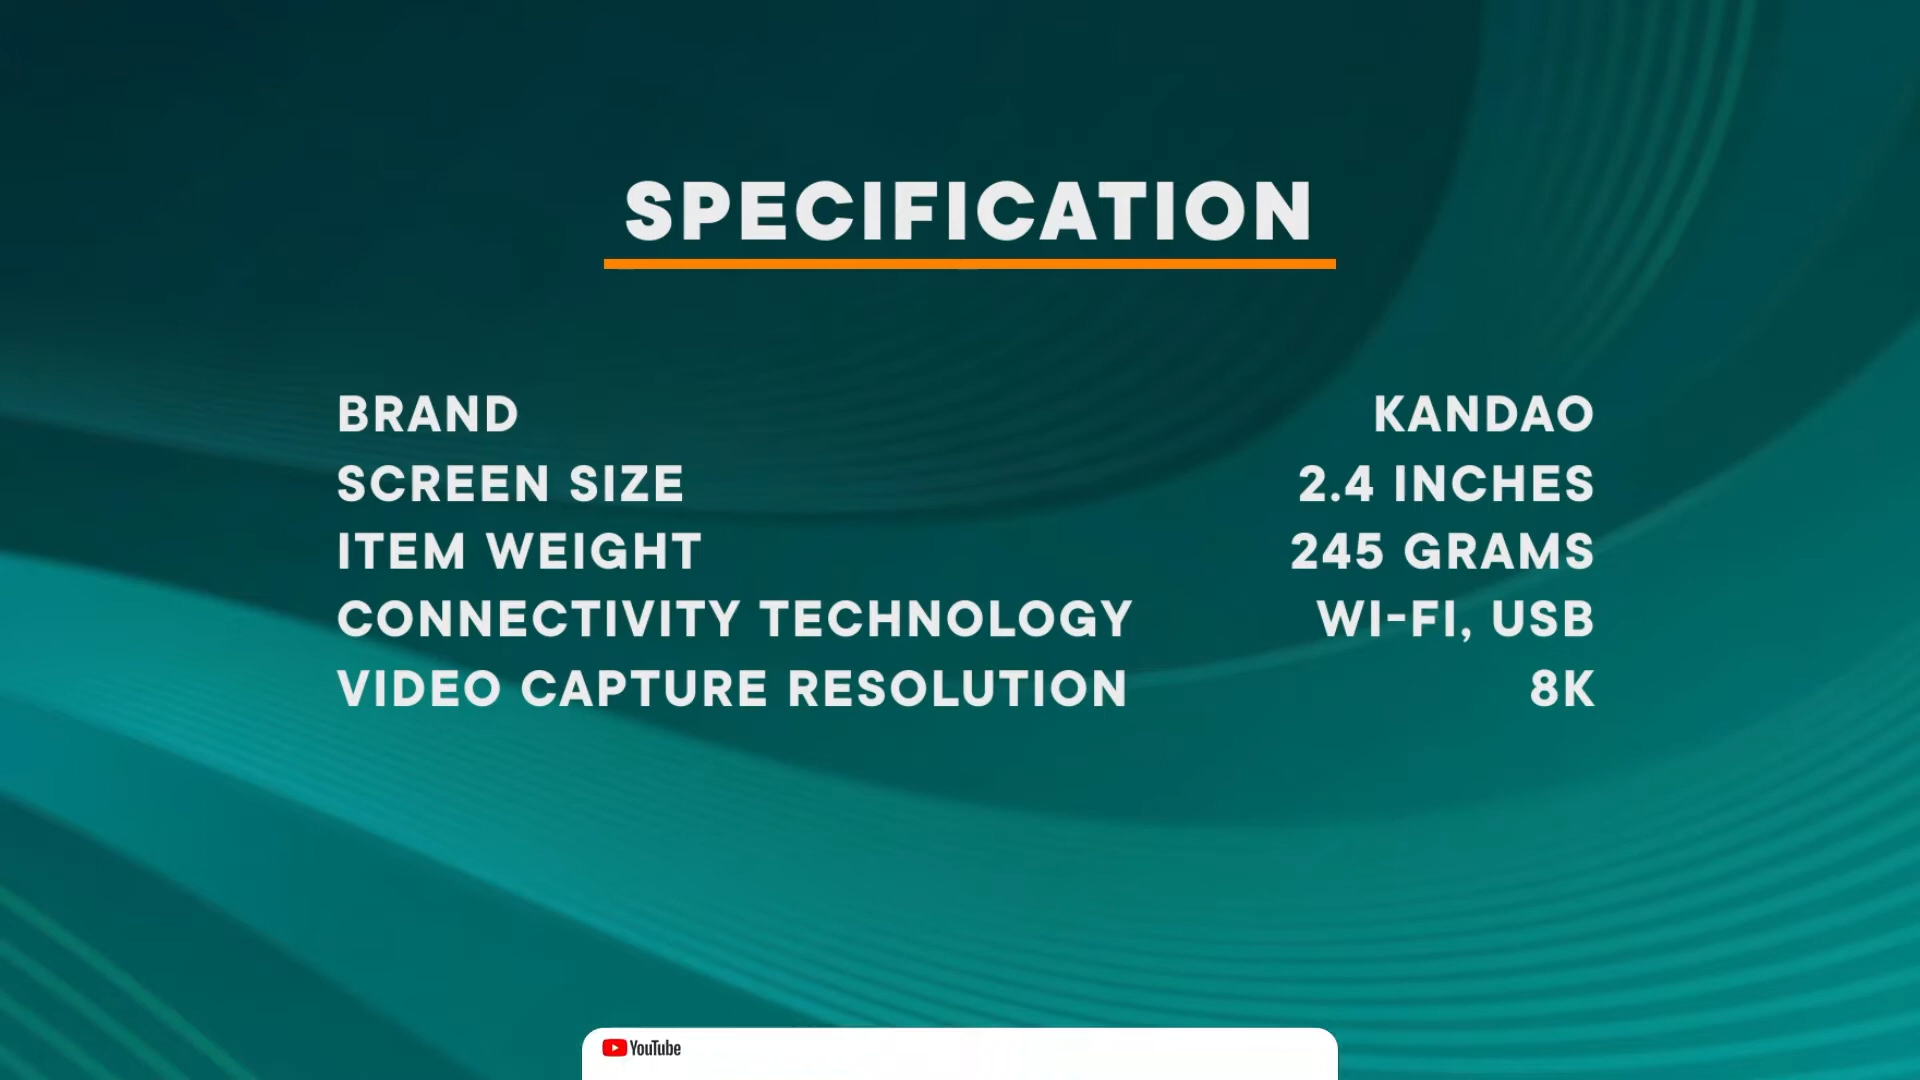 SPECIFICATION
BRAND KANDAO
SCREEN SIZE 2.4 INCHES
ITEM WEIGHT 245 GRAMS
CONNECTIVITY TECHNOLOGY WI-FI, USB
VIDEO CAPTURE RESOLUTION 8K
YouTube